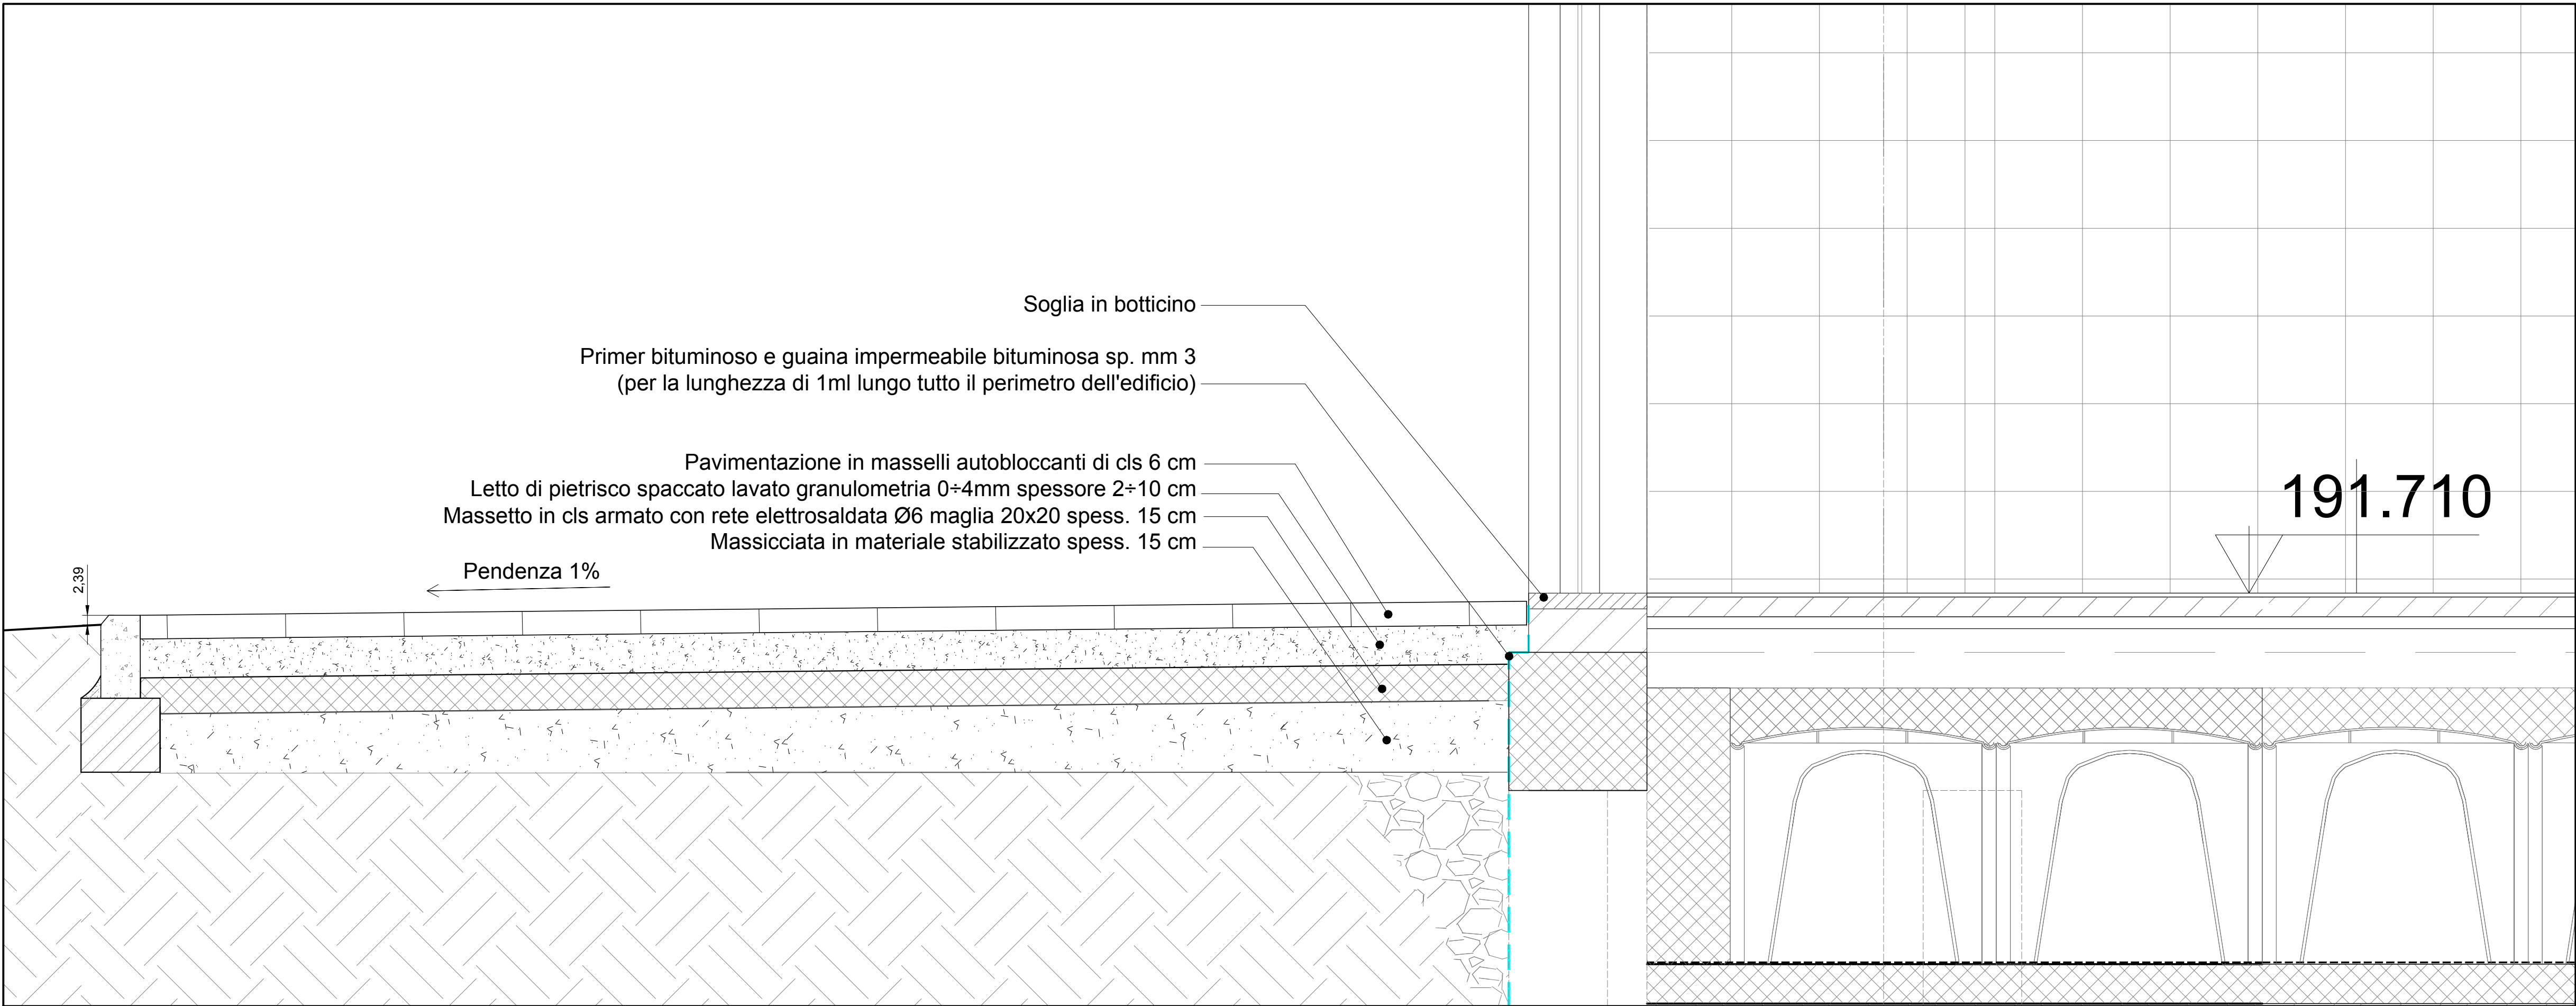 Soglia in botticino
Primer bituminoso e guaina impermeabile bituminosa sp. mm 3
(per la lunghezza di 1ml lungo tutto il perimetro dell'edificio)
Pavimentazione in masselli autobloccanti di cls 6 cm
Letto di pietrisco spaccato lavato granulometria 0÷4mm spessore 2÷10 cm
Massetto in cls armato con rete elettrosaldata Ø6 maglia 20x20 spess. 15 cm
Massicciata in materiale stabilizzato spess. 15 cm
191.710
Pendenza 1%
2,39